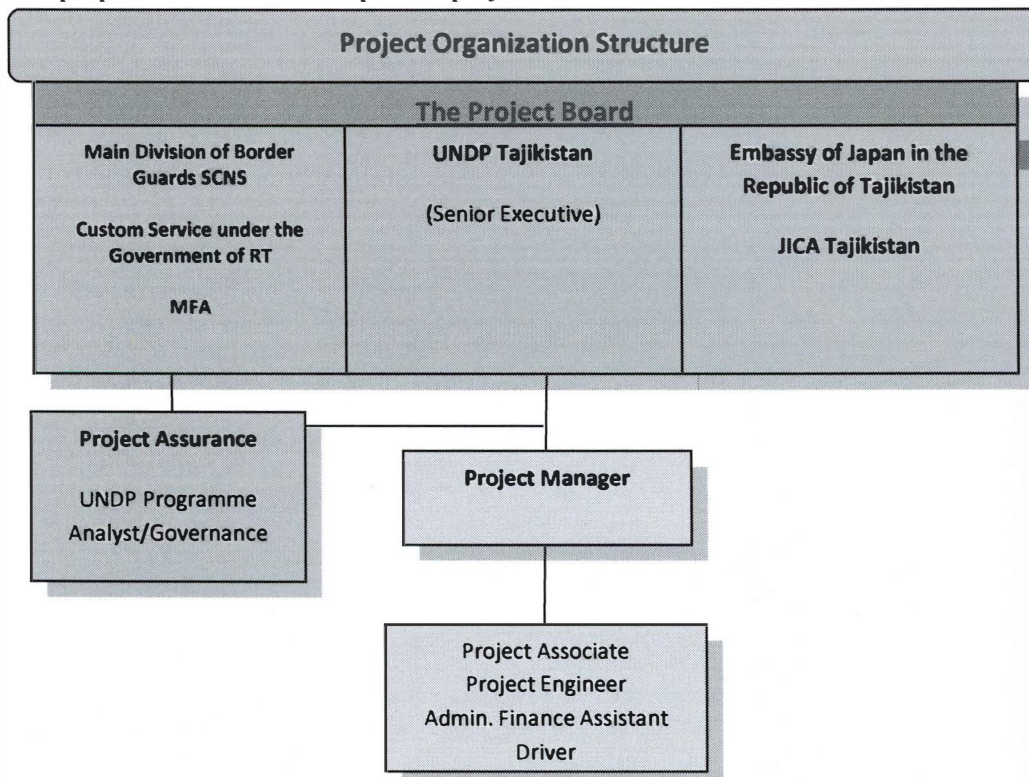 Project Organization Structure
The Project Board
Main Division of Border
Guards SCNS
Custom Service under the
Government of RT
MFA
UNDP Tajikistan
(Senior Executive)
Embassy of Japan in the
Republic of Tajikistan
JICA Tajikistan
Project Assurance
UNDP Programme
Analyst/Governance
Project Manager
Project Associate
Project Engineer
Admin. Finance Assistant
Driver